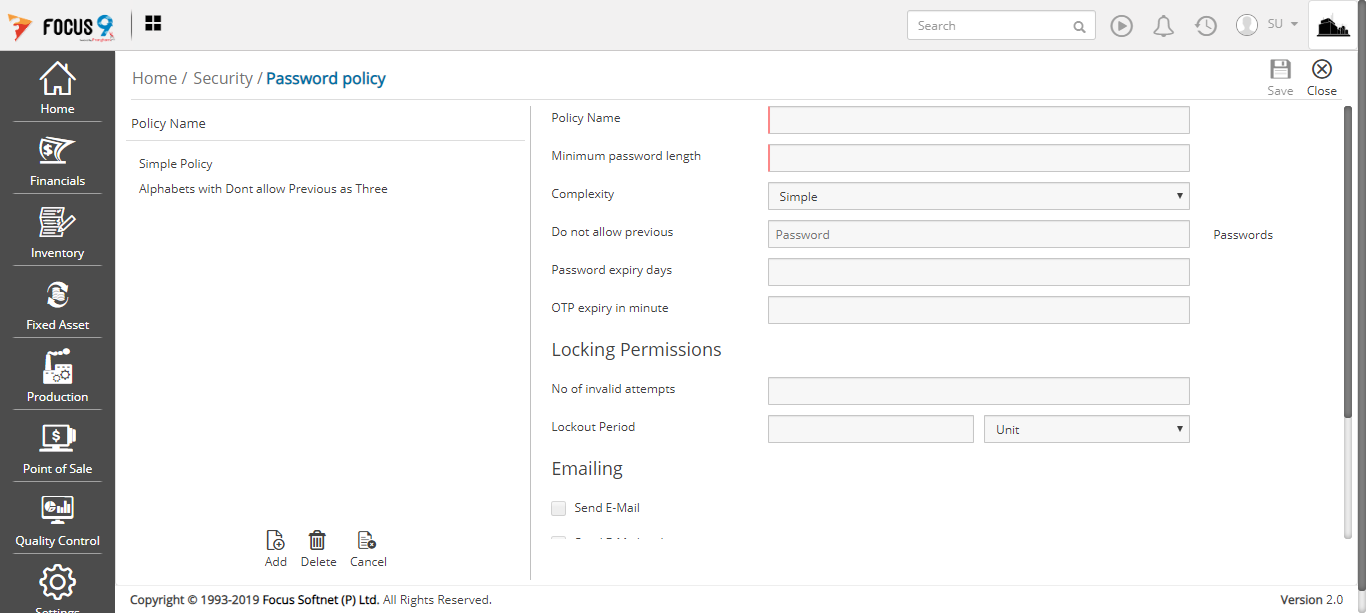 FOCUS 9
Search
SU
Home
Financials
Inventory
Fixed Asset
Production
Point of Sale
Quality Control
Settings
Home / Security / Password policy
Save
Close
Policy Name
Simple Policy
Alphabets with Dont allow Previous as Three
Add
Delete
Cancel
Policy Name
Minimum password length
Complexity
Simple
Do not allow previous
Password
Passwords
Password expiry days
OTP expiry in minute
Locking Permissions
No of invalid attempts
Lockout Period
Unit
Emailing
Send E-Mail
Copyright © 1993-2019 Focus Softnet (P) Ltd. All Rights Reserved.
Version 2.0